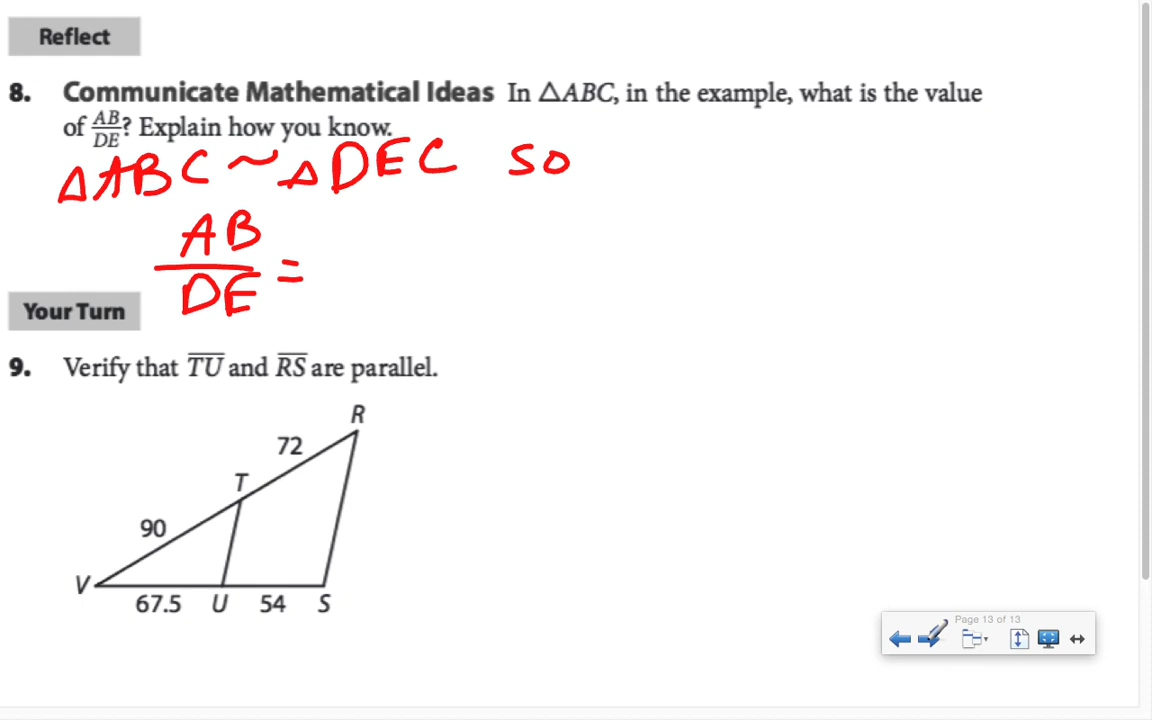 Reflect
8. Communicate Mathematical Ideas In △ABC, in the example, what is the value
of AB/DE? Explain how you know.
△ABC ~ △DEC so
AB
DE =
Your Turn
9. Verify that TU and RS are parallel.
R
72
T
90
V
67.5 U 54 S
Page 13 of 13